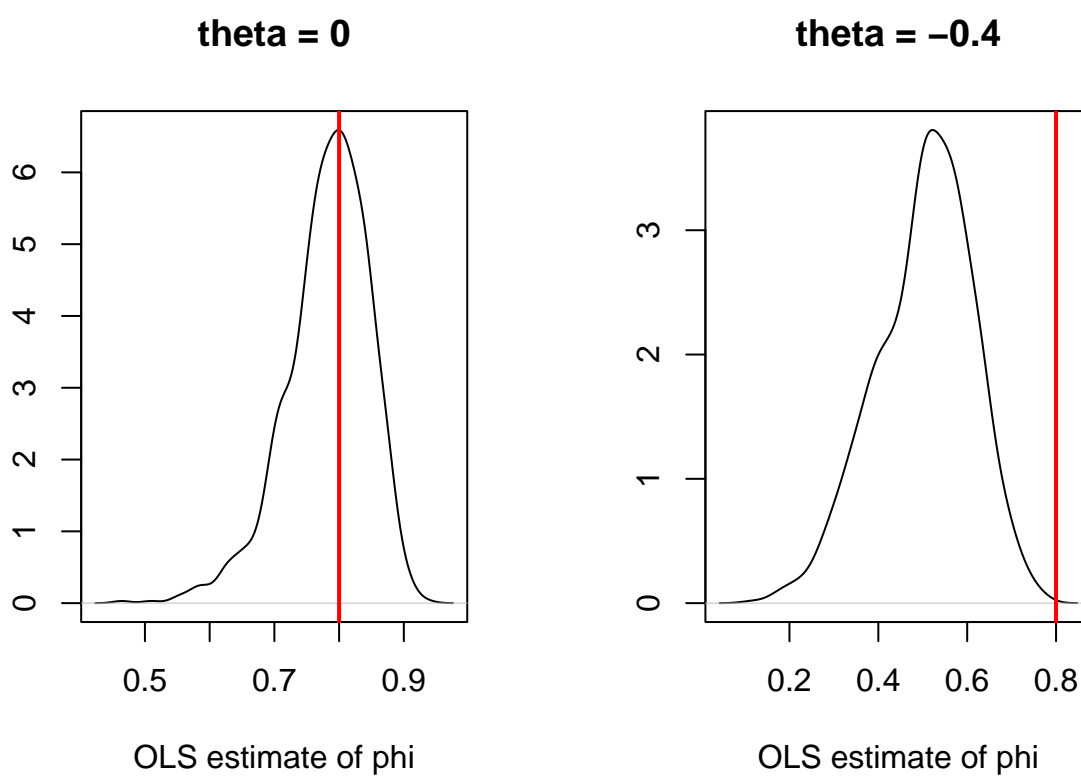 theta = 0
6
5
4
3
2
1
0
0.5 0.7 0.9
OLS estimate of phi
theta = −0.4
3
2
1
0
0.2 0.4 0.6 0.8
OLS estimate of phi